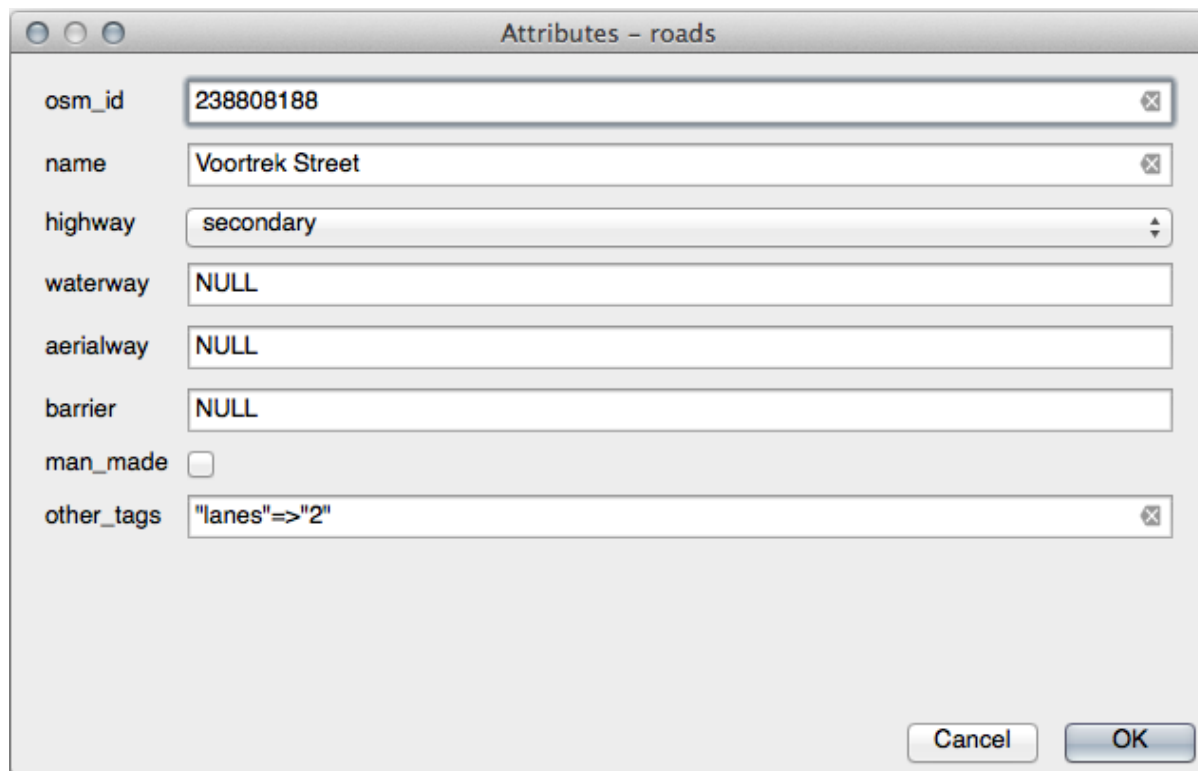 Attributes – roads
osm_id 238808188
name Voortrek Street
highway secondary
waterway NULL
aerialway NULL
barrier NULL
man_made
other_tags "lanes"=>"2"
Cancel OK